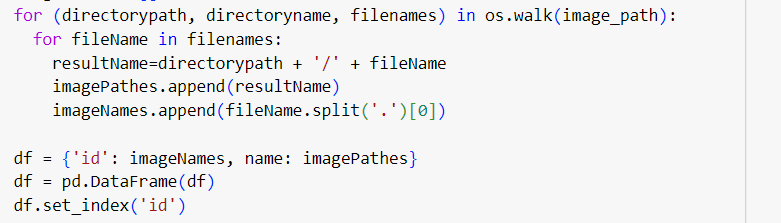 for (directorypath, directoryname, filenames) in os.walk(image_path):
  for fileName in filenames:
    resultName=directorypath + '/' + fileName
    imagePathes.append(resultName)
    imageNames.append(fileName.split('.')[0])

df = {'id': imageNames, name: imagePathes}
df = pd.DataFrame(df)
df.set_index('id')